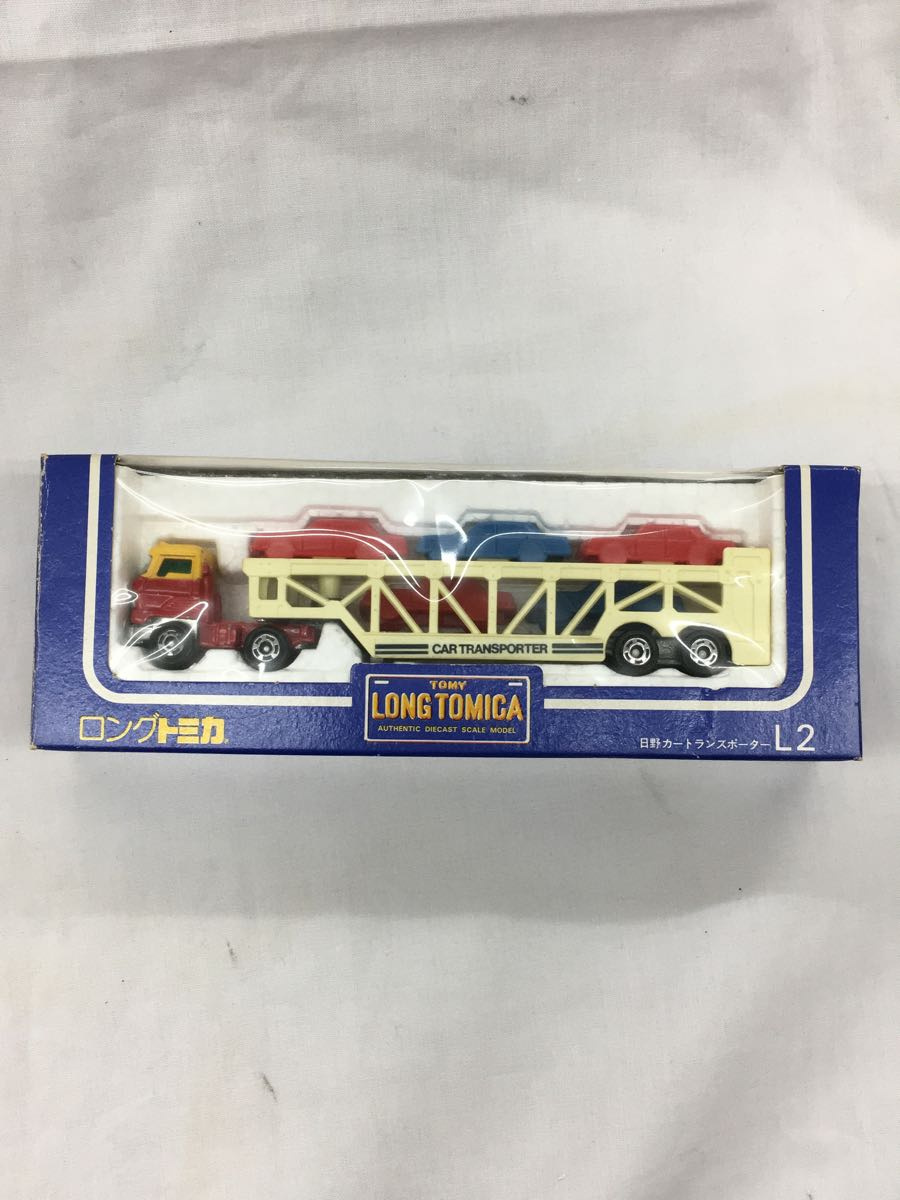 CAR TRANSPORTER
TOMY
LONG TOMICA
AUTHENTIC DIECAST SCALE MODEL
ロングトミカ
日野カートランスポーター L2